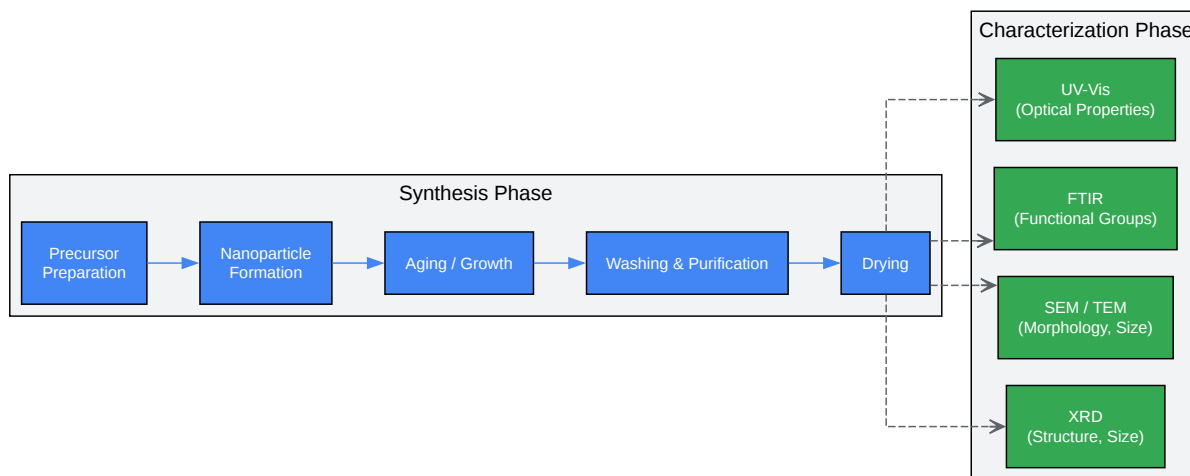 Synthesis Phase
Precursor
Preparation
Nanoparticle
Formation
Aging / Growth
Washing & Purification
Drying
Characterization Phase
UV-Vis
(Optical Properties)
FTIR
(Functional Groups)
SEM / TEM
(Morphology, Size)
XRD
(Structure, Size)